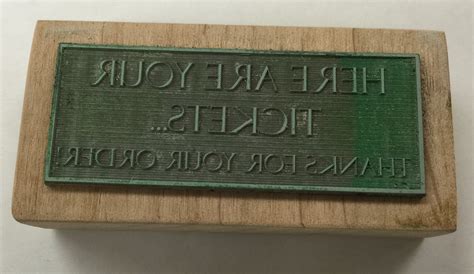 HERE ARE YOUR
TICKETS...
THANKS FOR YOUR ORDER!